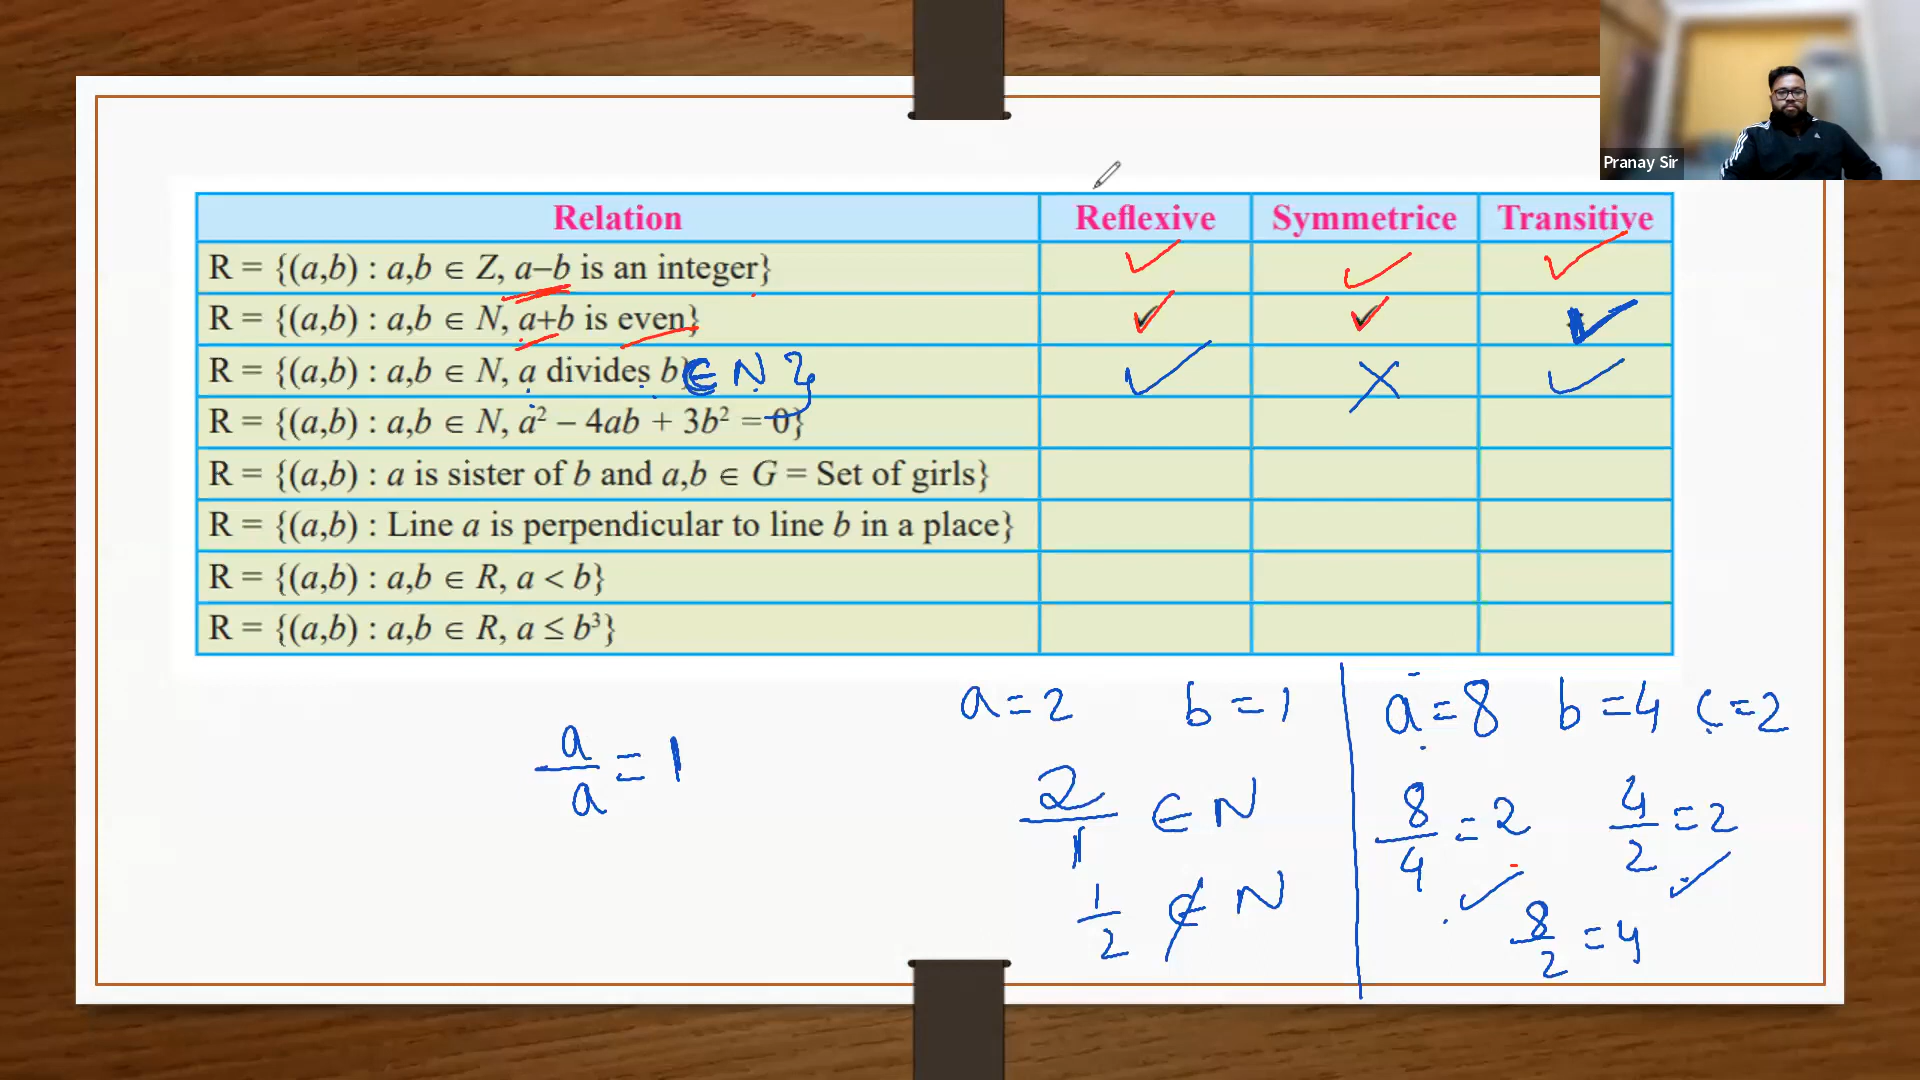 Pranay Sir
Relation Reflexive Symmetrice Transitive
R = {(a,b) : a,b ∈ Z, a–b is an integer} ✓ ✓ ✓
R = {(a,b) : a,b ∈ N, a+b is even} ✓ ✓ ✓
R = {(a,b) : a,b ∈ N, a divides b} ∈ N } ✓ ✗ ✓
R = {(a,b) : a,b ∈ N, a² – 4ab + 3b² = 0}
R = {(a,b) : a is sister of b and a,b ∈ G = Set of girls}
R = {(a,b) : Line a is perpendicular to line b in a place}
R = {(a,b) : a,b ∈ R, a < b}
R = {(a,b) : a,b ∈ R, a ≤ b³}
a/a = 1
a = 2 b = 1
2/1 ∈ N
1/2 ∉ N
a = 8 b = 4 c = 2
8/4 = 2 ✓ 4/2 = 2 ✓
8/2 = 4